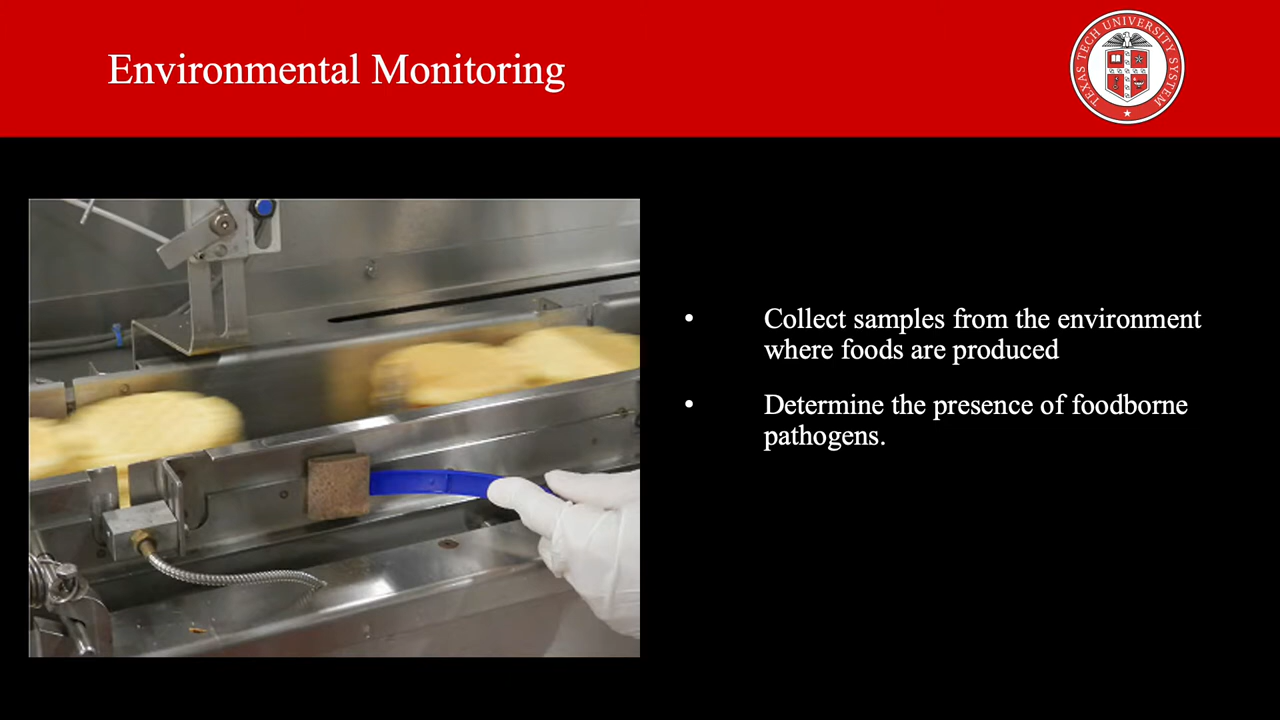 Environmental Monitoring
TEXAS TECH UNIVERSITY SYSTEM
• Collect samples from the environment
where foods are produced
• Determine the presence of foodborne
pathogens.